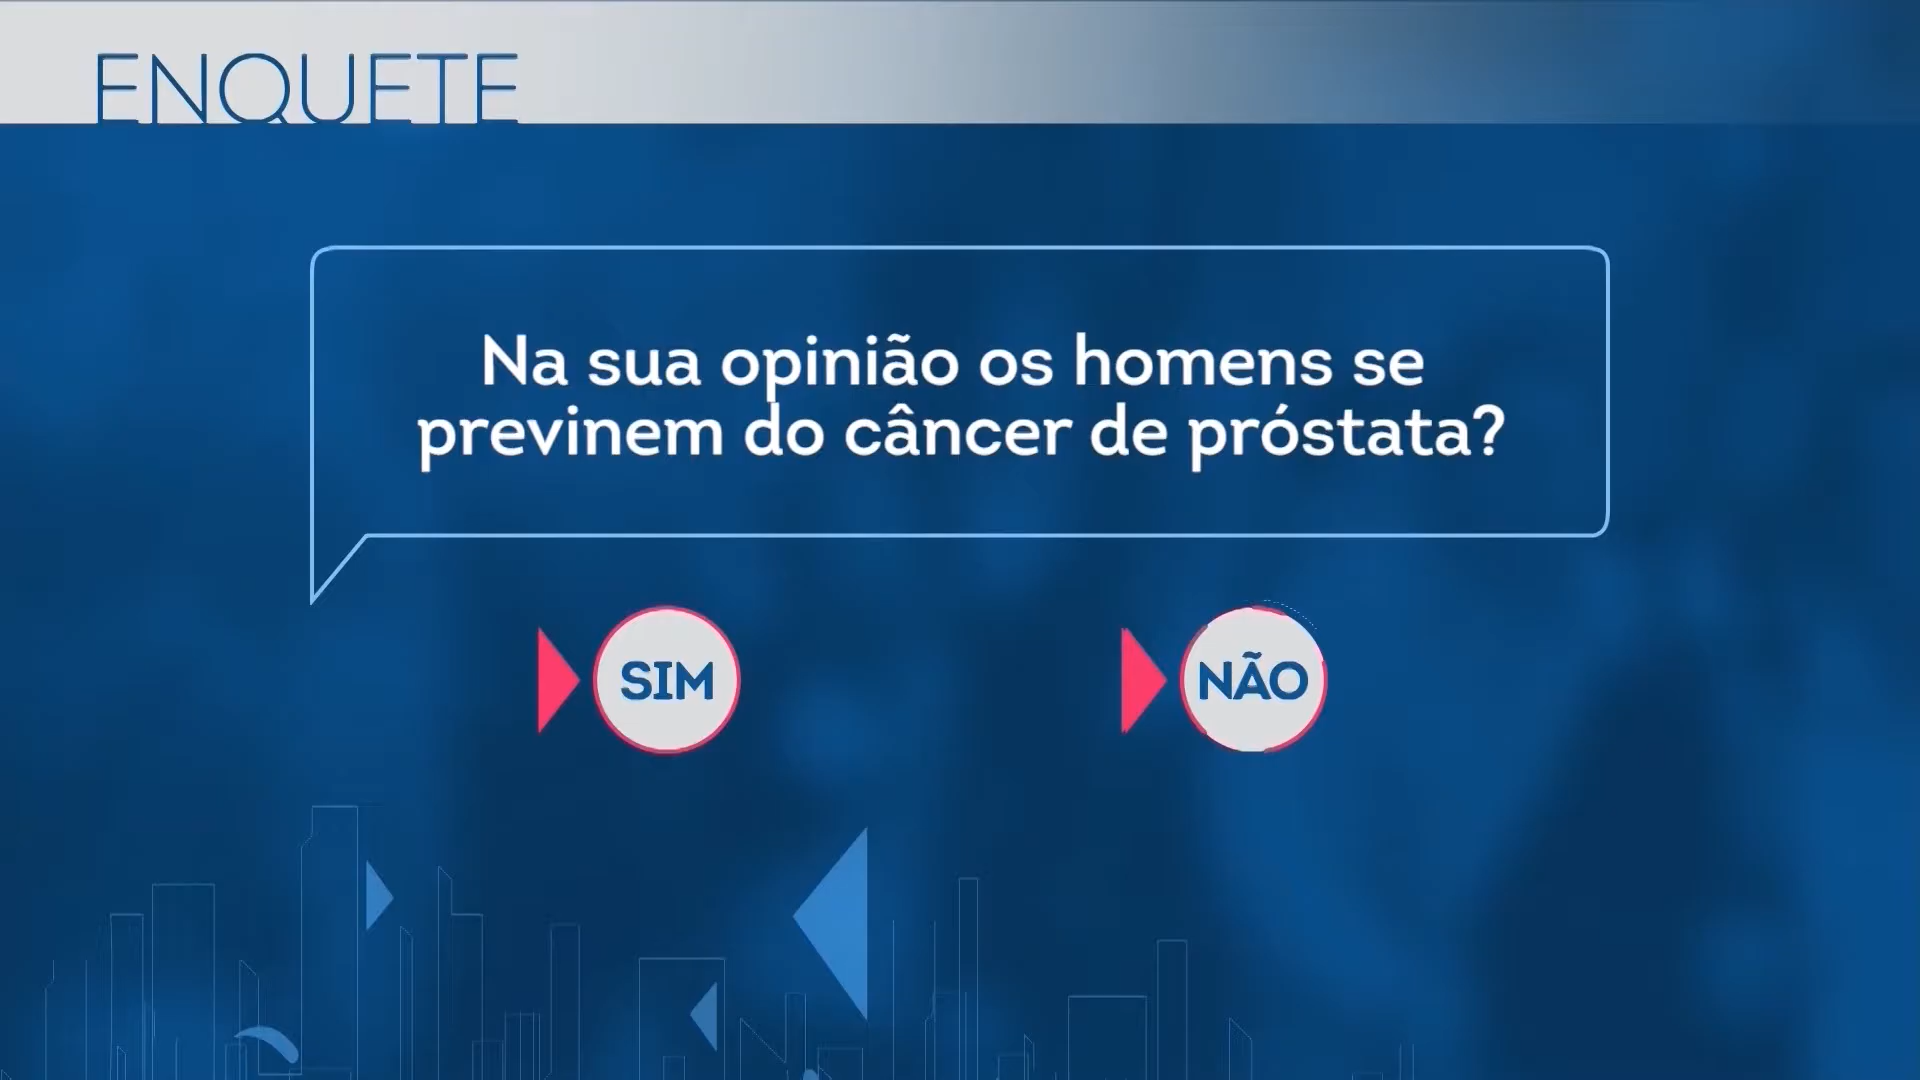 ENQUETE
Na sua opinião os homens se
previnem do câncer de próstata?
SIM
NÃO